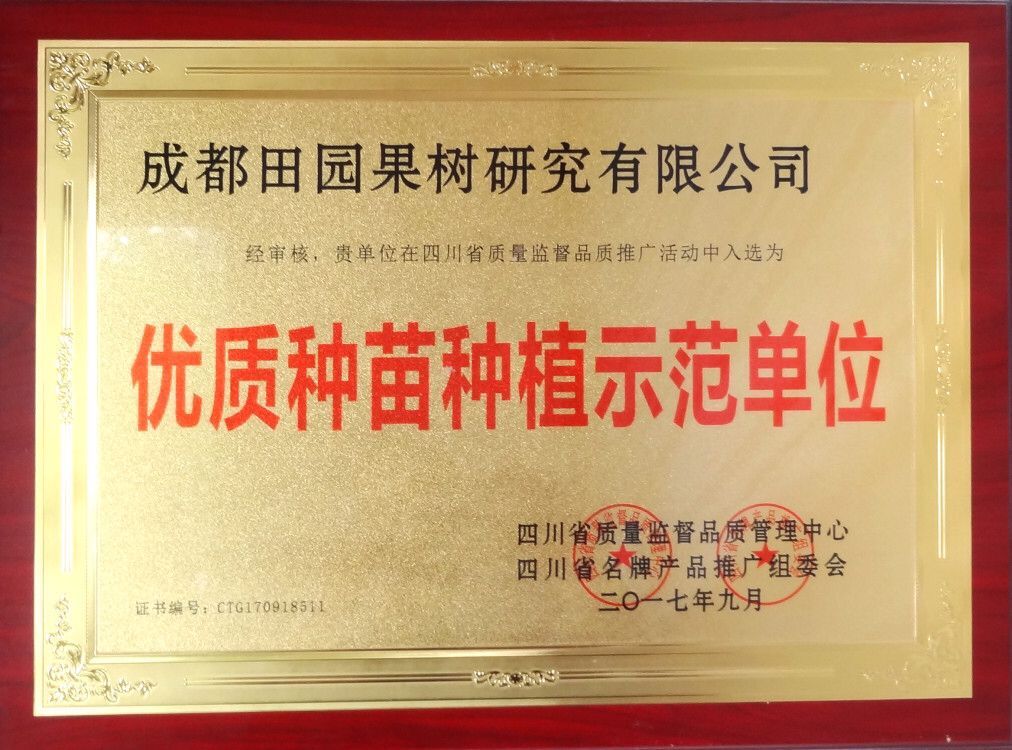 成都田园果树研究有限公司
经审核，贵单位在四川省质量监督品质推广活动中入选为
优质种苗种植示范单位
四川省质量监督品质管理中心
四川省名牌产品推广组委会
二〇一七年九月
证书编号：CTG170918511